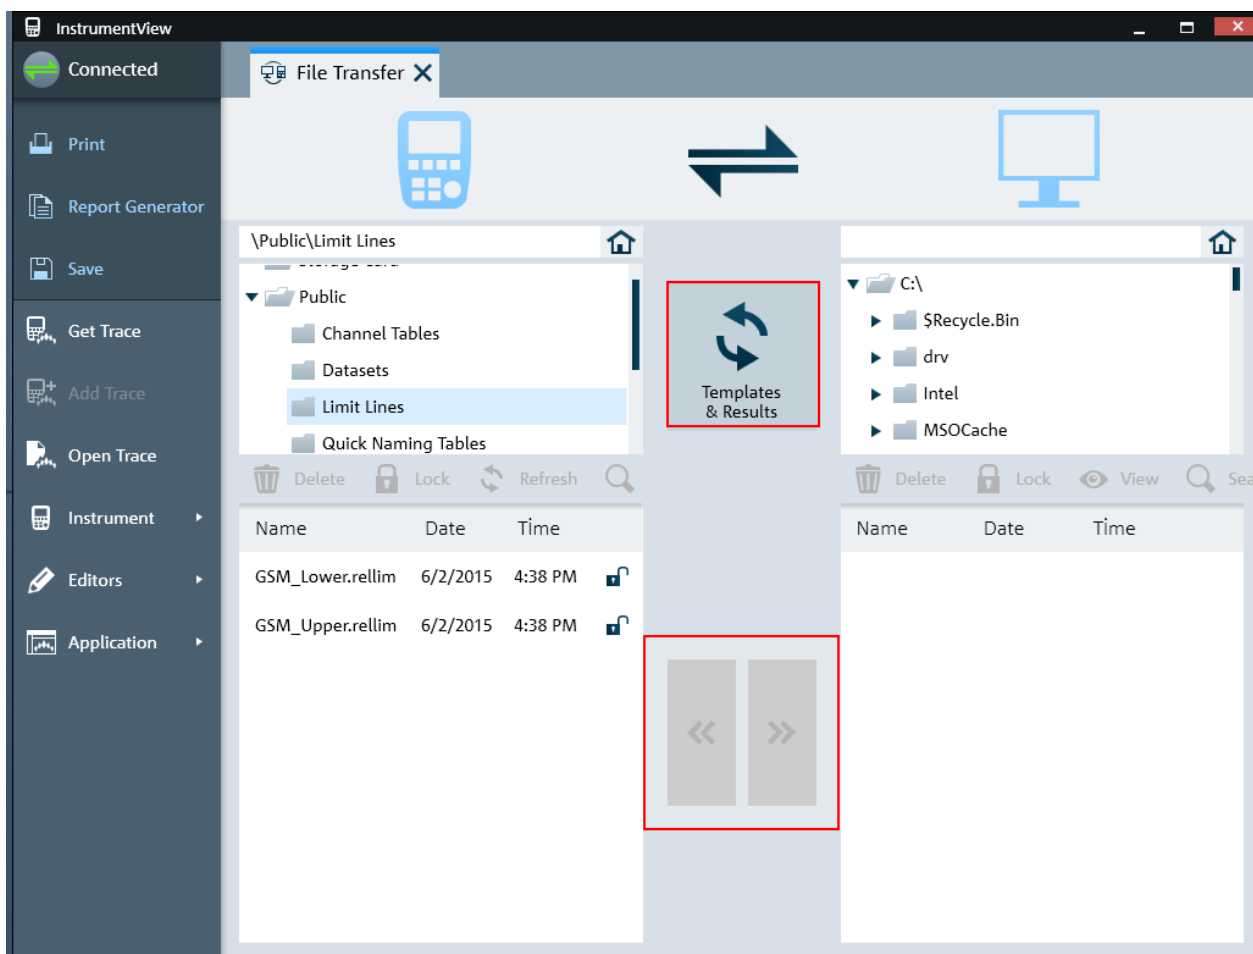 InstrumentView
Connected
File Transfer
Print
Report Generator
Save
Get Trace
Add Trace
Open Trace
Instrument
Editors
Application
\Public\Limit Lines
Public
Channel Tables
Datasets
Limit Lines
Quick Naming Tables
Delete Lock Refresh
Name Date Time
GSM_Lower.rellim 6/2/2015 4:38 PM
GSM_Upper.rellim 6/2/2015 4:38 PM
Templates
& Results
C:\
$Recycle.Bin
drv
Intel
MSOCache
Delete Lock View Sea
Name Date Time